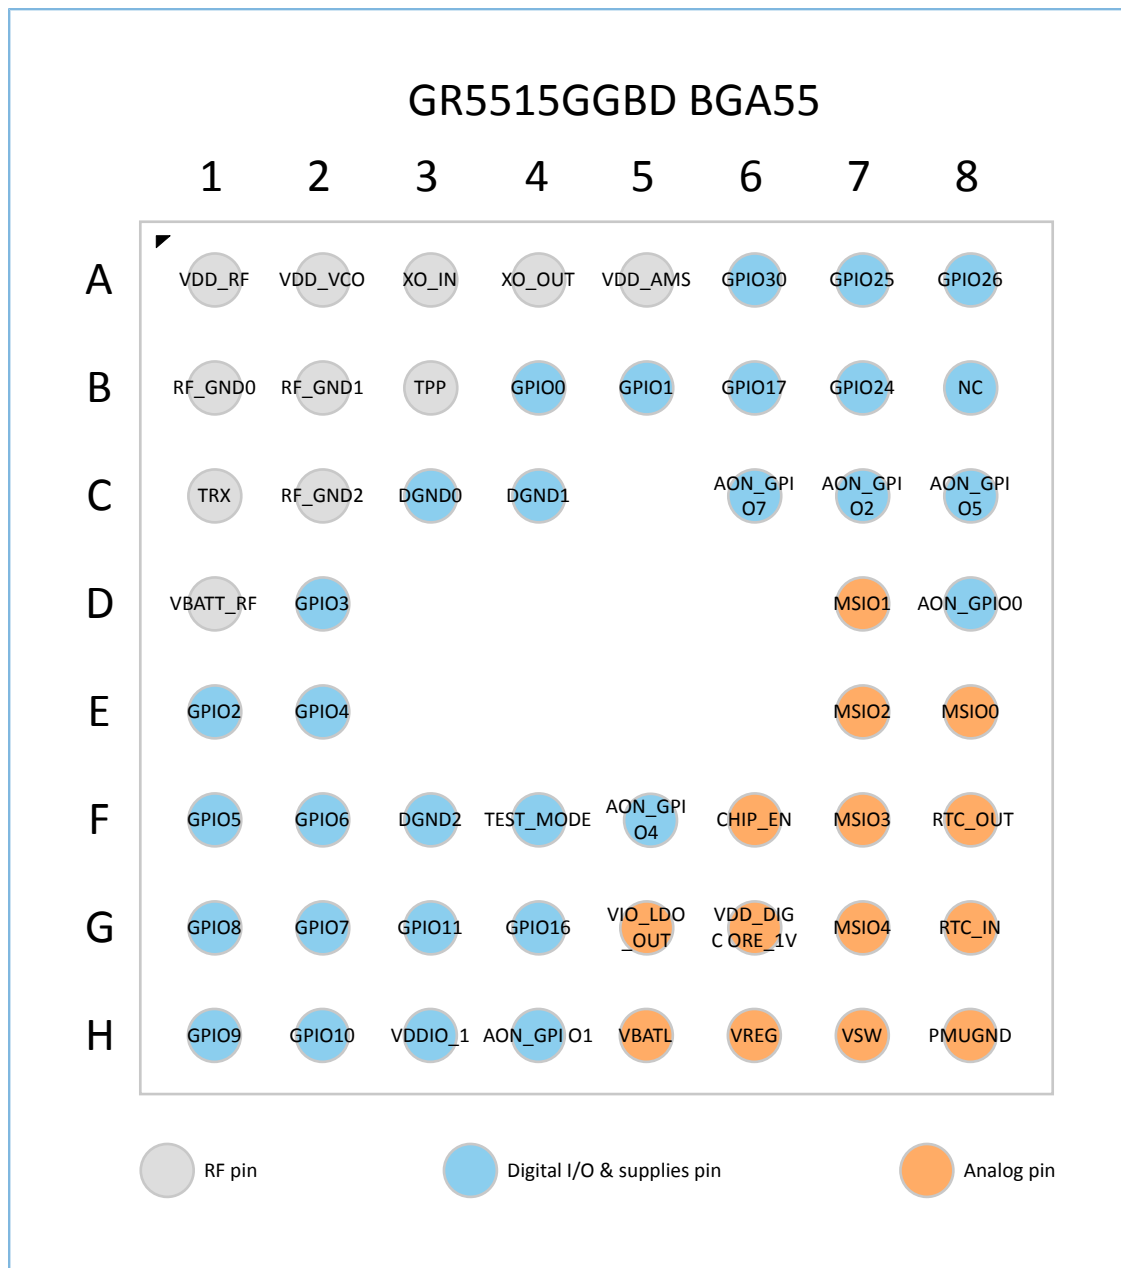 GR5515GGBD BGA55
1 2 3 4 5 6 7 8
A VDD_RF VDD_VCO XO_IN XO_OUT VDD_AMS GPIO30 GPIO25 GPIO26
B RF_GND0 RF_GND1 TPP GPIO0 GPIO1 GPIO17 GPIO24 NC
C TRX RF_GND2 DGND0 DGND1 AON_GPI AON_GPI AON_GPI
O7 O2 O5
D VBATT_RF GPIO3 MSIO1 AON_GPIO0
E GPIO2 GPIO4 MSIO2 MSIO0
F GPIO5 GPIO6 DGND2 TEST_MODE AON_GPI CHIP_EN MSIO3 RTC_OUT
O4
G GPIO8 GPIO7 GPIO11 GPIO16 VIO_LDO VDD_DIG MSIO4 RTC_IN
_OUT C ORE_1V
H GPIO9 GPIO10 VDDIO_1 AON_GPI O1 VBATL VREG VSW PMUGND
RF pin Digital I/O & supplies pin Analog pin